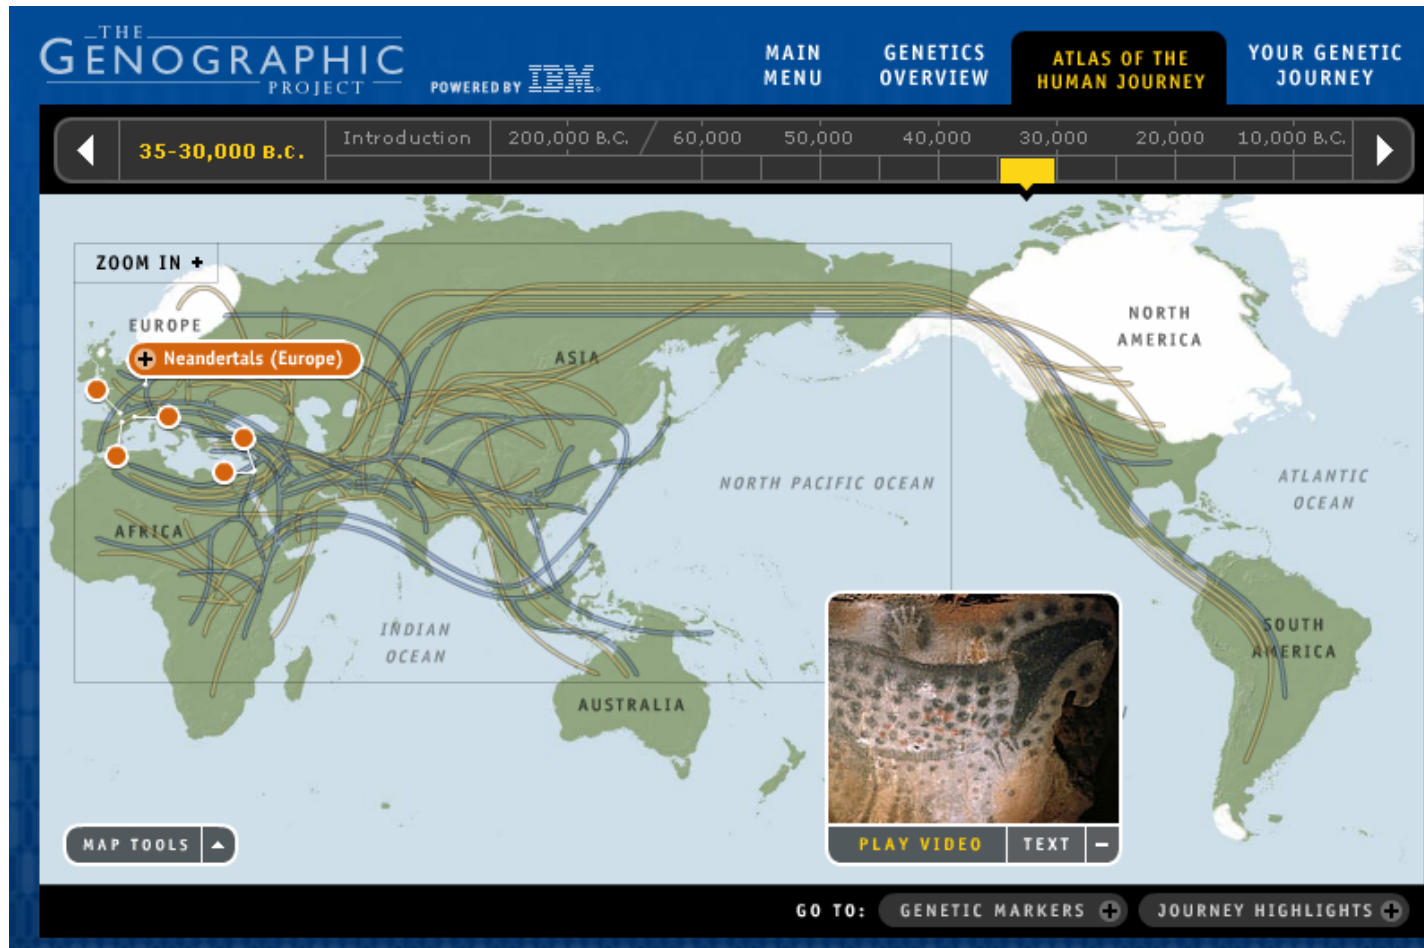 THE
GENOGRAPHIC
PROJECT
POWERED BY IBM
MAIN
MENU
GENETICS
OVERVIEW
ATLAS OF THE
HUMAN JOURNEY
YOUR GENETIC
JOURNEY
35-30,000 B.C.
Introduction
200,000 B.C.
60,000
50,000
40,000
30,000
20,000
10,000 B.C.
ZOOM IN +
EUROPE
+ Neandertals (Europe)
ASIA
NORTH
AMERICA
NORTH PACIFIC OCEAN
ATLANTIC
OCEAN
AFRICA
INDIAN
OCEAN
SOUTH
AMERICA
AUSTRALIA
MAP TOOLS
PLAY VIDEO
TEXT
GO TO:
GENETIC MARKERS +
JOURNEY HIGHLIGHTS +